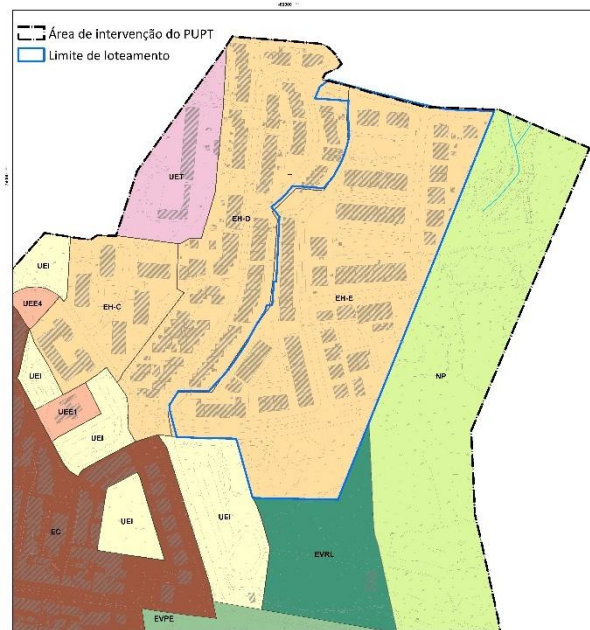 Área de intervenção do PUPT
Limite de loteamento
UET
EH-D
UEI
EH-C
EH-E
UEE4
UEI
NP
UEE1
UEI
UEI
UEI
EC
EVRL
EVPE